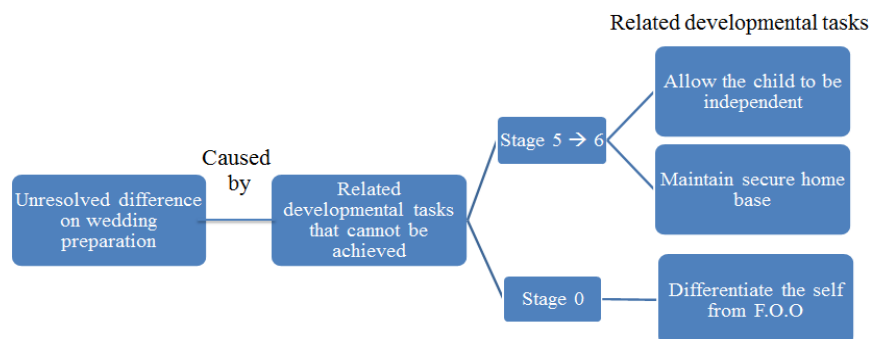 Related developmental tasks
Allow the child to be
independent
Stage 5 → 6
Caused
by
Maintain secure home
base
Unresolved difference
on wedding
preparation
Related
developmental tasks
that cannot be
achieved
Stage 0
Differentiate the self
from F.O.O